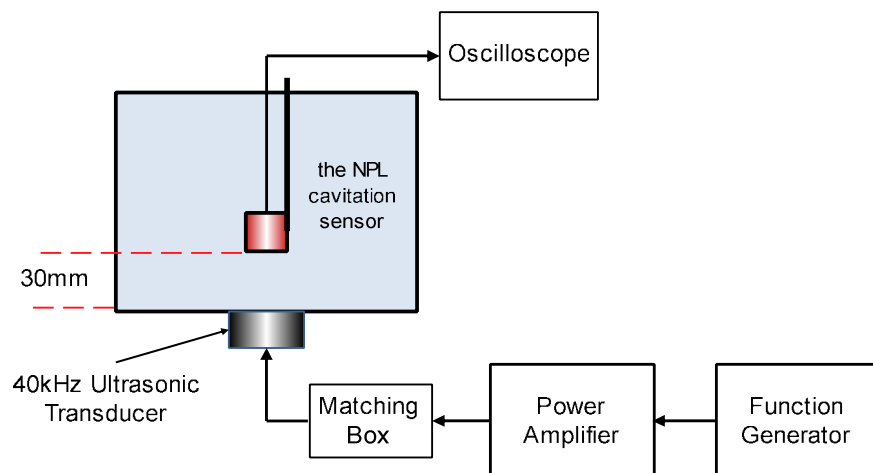 Oscilloscope
the NPL
cavitation
sensor
30mm
40kHz Ultrasonic
Transducer
Matching
Box
Power
Amplifier
Function
Generator